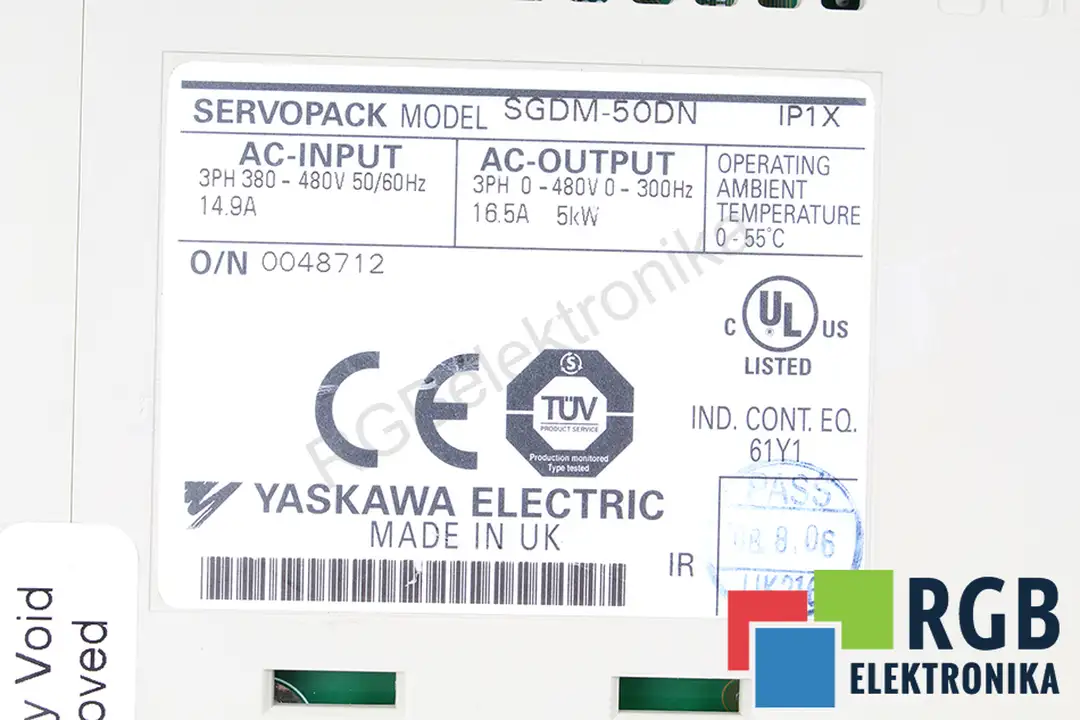 SERVOPACK MODEL SGDM-50DN IP1X
AC-INPUT
3PH 380 - 480V 50/60Hz
14.9A
AC-OUTPUT
3PH 0 - 480V 0 - 300Hz
16.5A 5kW
OPERATING
AMBIENT
TEMPERATURE
0 - 55°C
O/N 0048712
C UL US
LISTED
IND. CONT. EQ.
61Y1
CE
S
TÜV
PRODUCT SERVICE
Production monitored
Type tested
YASKAWA ELECTRIC
MADE IN UK
IR
PASS
8.06
RGBelektronika
y Void
oved
RGB
ELEKTRONIKA